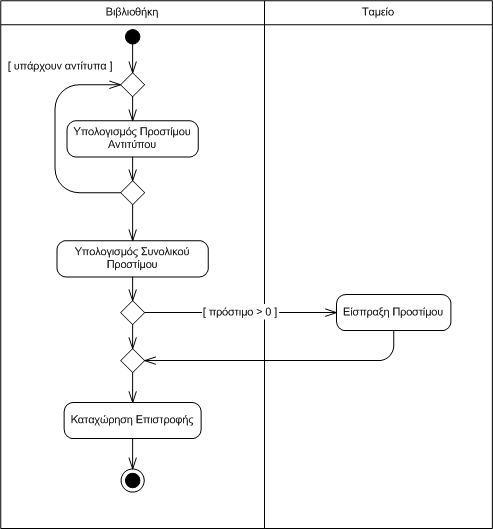 Βιβλιοθήκη
Ταμείο
[ υπάρχουν αντίτυπα ]
Υπολογισμός Προστίμου
Αντιτύπου
Υπολογισμός Συνολικού
Προστίμου
[ πρόστιμο > 0 ]
Είσπραξη Προστίμου
Καταχώρηση Επιστροφής